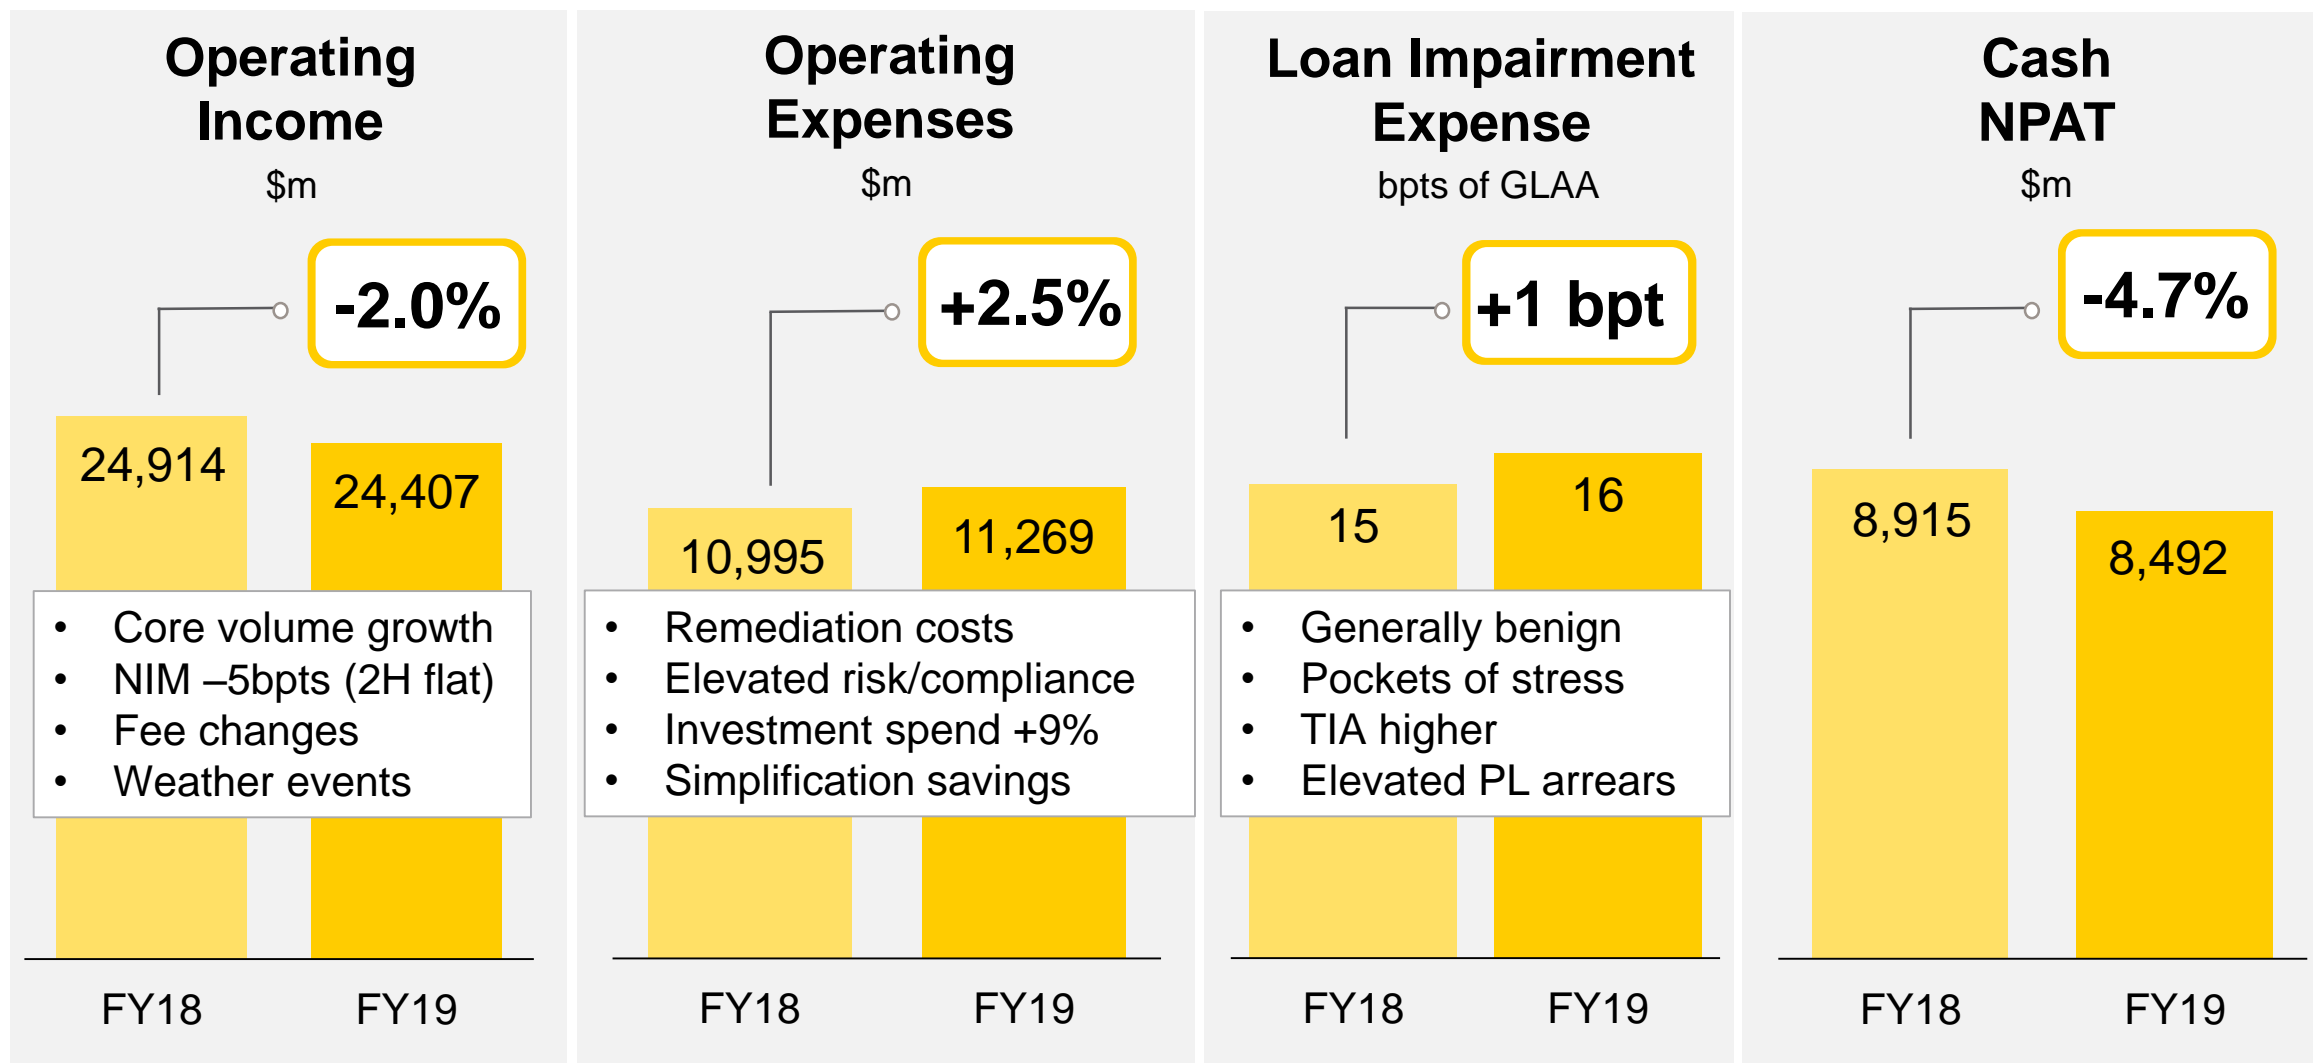 Operating
Income
$m
-2.0%
24,914
24,407
• Core volume growth
• NIM –5bpts (2H flat)
• Fee changes
• Weather events
FY18
FY19
Operating
Expenses
$m
+2.5%
10,995
11,269
• Remediation costs
• Elevated risk/compliance
• Investment spend +9%
• Simplification savings
FY18
FY19
Loan Impairment
Expense
bpts of GLAA
+1 bpt
15
16
• Generally benign
• Pockets of stress
• TIA higher
• Elevated PL arrears
FY18
FY19
Cash
NPAT
$m
-4.7%
8,915
8,492
FY18
FY19